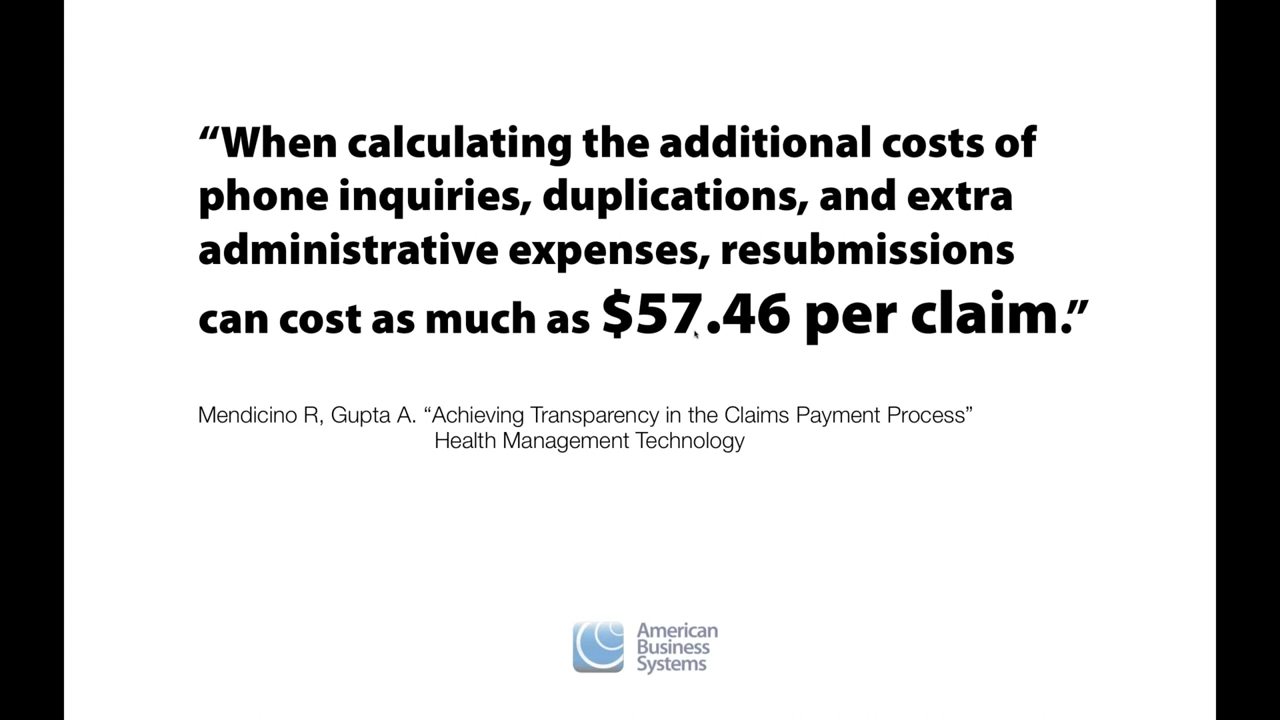 “When calculating the additional costs of
phone inquiries, duplications, and extra
administrative expenses, resubmissions
can cost as much as $57.46 per claim.”
Mendicino R, Gupta A. “Achieving Transparency in the Claims Payment Process”
Health Management Technology
American
Business
Systems